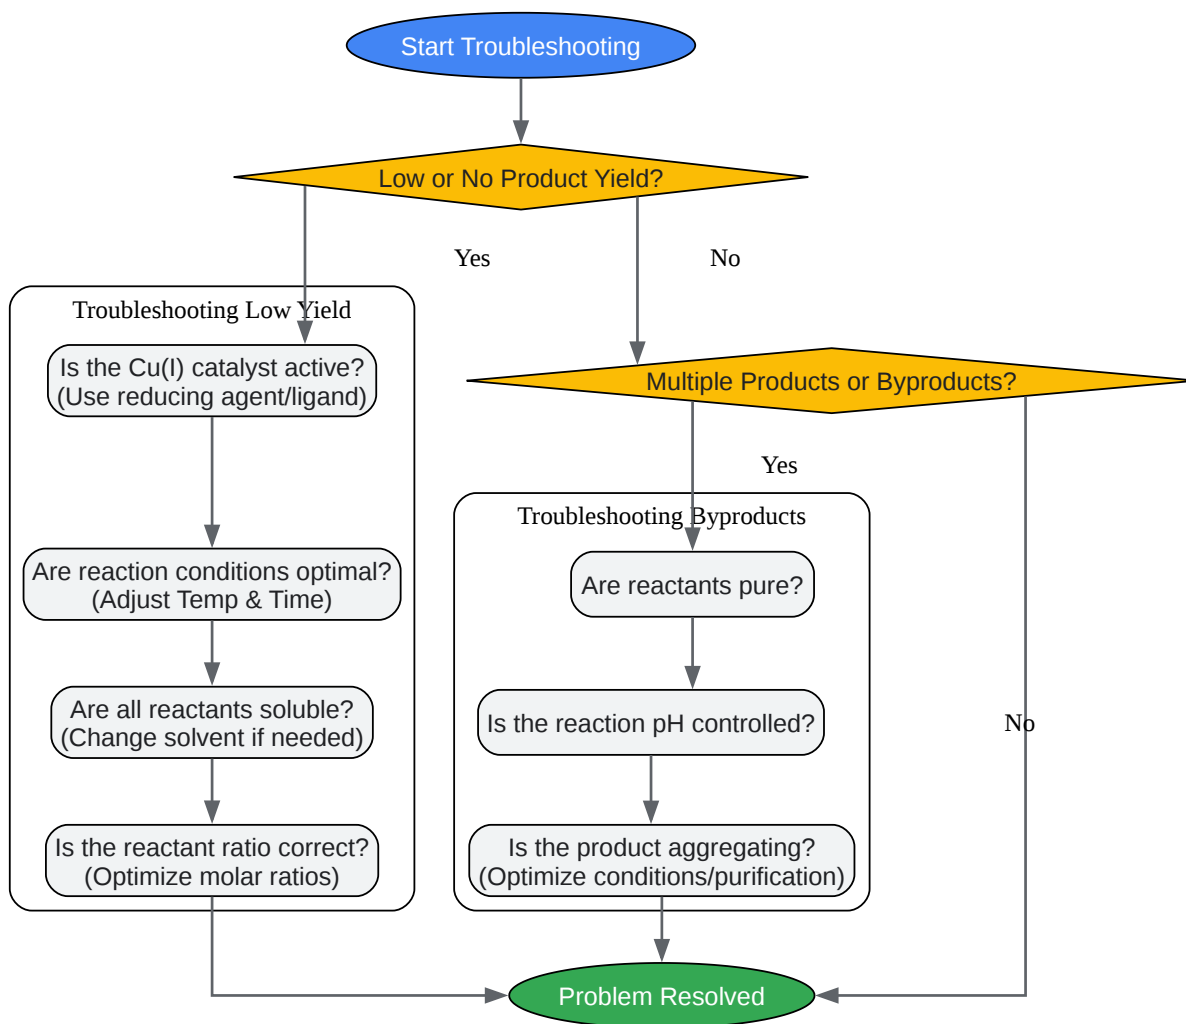 Start Troubleshooting
Low or No Product Yield?
Yes
No
Troubleshooting Low Yield
Is the Cu(I) catalyst active?
(Use reducing agent/ligand)
Are reaction conditions optimal?
(Adjust Temp & Time)
Are all reactants soluble?
(Change solvent if needed)
Is the reactant ratio correct?
(Optimize molar ratios)
Multiple Products or Byproducts?
Yes
No
Troubleshooting Byproducts
Are reactants pure?
Is the reaction pH controlled?
Is the product aggregating?
(Optimize conditions/purification)
Problem Resolved